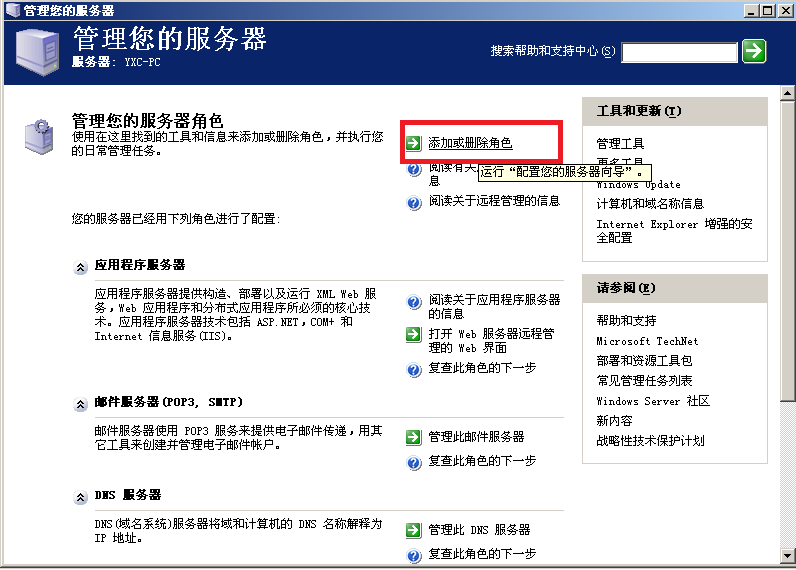 管理您的服务器
管理您的服务器
服务器: YXC-PC
搜索帮助和支持中心(S)
管理您的服务器角色
使用在这里找到的工具和信息来添加或删除角色，并执行您
的日常管理任务。
添加或删除角色
阅读有关
息
运行“配置您的服务器向导”。
阅读关于远程管理的信息
您的服务器已经用下列角色进行了配置:
应用程序服务器
应用程序服务器提供构造、部署以及运行 XML Web 服
务，Web 应用程序和分布式应用程序所必须的核心技
术。应用程序服务器技术包括 ASP.NET，COM+ 和
Internet 信息服务(IIS)。
阅读关于应用程序服务器
的信息
打开 Web 服务器远程管
理的 Web 界面
复查此角色的下一步
邮件服务器(POP3, SMTP)
邮件服务器使用 POP3 服务来提供电子邮件传递，用其
它工具来创建并管理电子邮件帐户。
管理此邮件服务器
复查此角色的下一步
DNS 服务器
DNS(域名系统)服务器将域和计算机的 DNS 名称解释为
IP 地址。
管理此 DNS 服务器
复查此角色的下一步
工具和更新(T)
管理工具
更多工具
Windows Update
计算机和域名称信息
Internet Explorer 增强的安
全配置
请参阅(E)
帮助和支持
Microsoft TechNet
部署和资源工具包
常见管理任务列表
Windows Server 社区
新内容
战略性技术保护计划